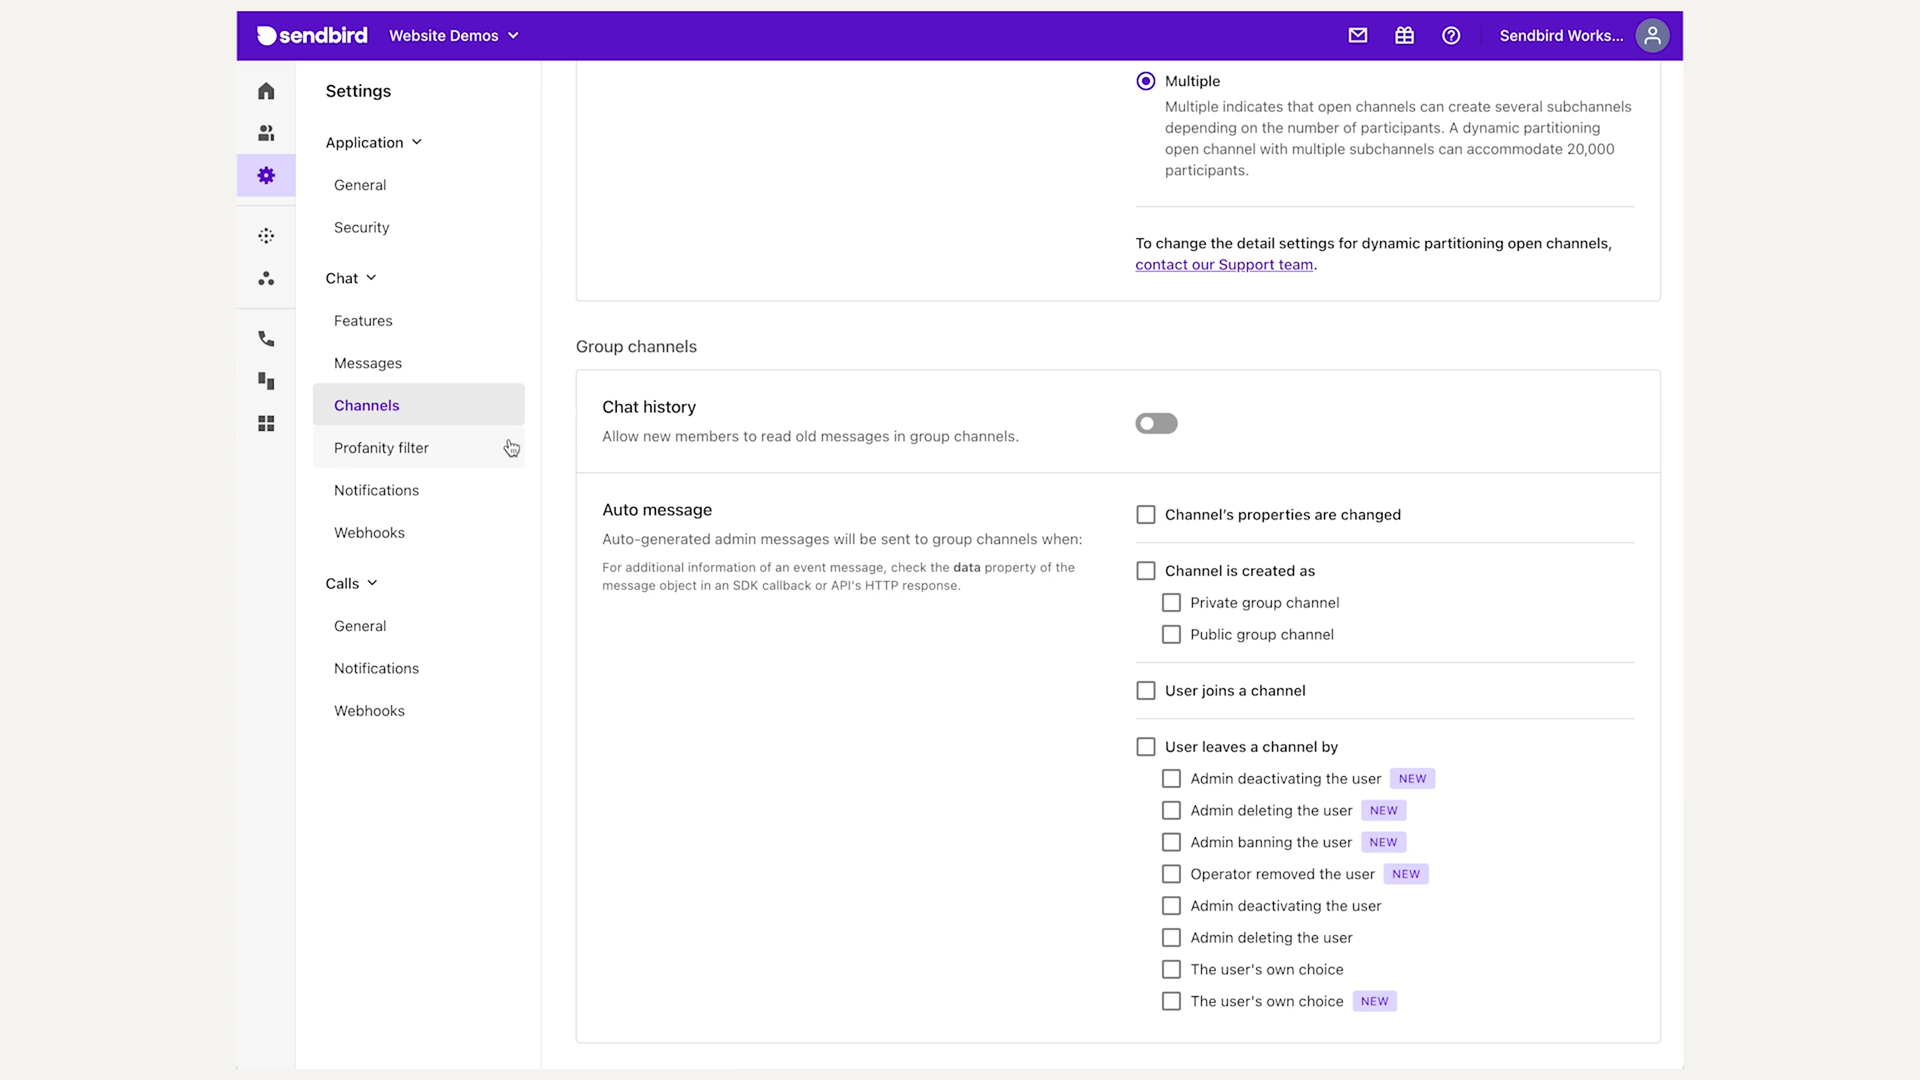 sendbird
Website Demos
Sendbird Works...
Settings
Application
General
Security
Chat
Features
Messages
Channels
Profanity filter
Notifications
Webhooks
Calls
General
Notifications
Webhooks
Multiple
Multiple indicates that open channels can create several subchannels
depending on the number of participants. A dynamic partitioning
open channel with multiple subchannels can accommodate 20,000
participants.
To change the detail settings for dynamic partitioning open channels,
contact our Support team.
Group channels
Chat history
Allow new members to read old messages in group channels.
Auto message
Auto-generated admin messages will be sent to group channels when:
For additional information of an event message, check the data property of the
message object in an SDK callback or API's HTTP response.
Channel's properties are changed
Channel is created as
Private group channel
Public group channel
User joins a channel
User leaves a channel by
Admin deactivating the user NEW
Admin deleting the user NEW
Admin banning the user NEW
Operator removed the user NEW
Admin deactivating the user
Admin deleting the user
The user's own choice
The user's own choice NEW